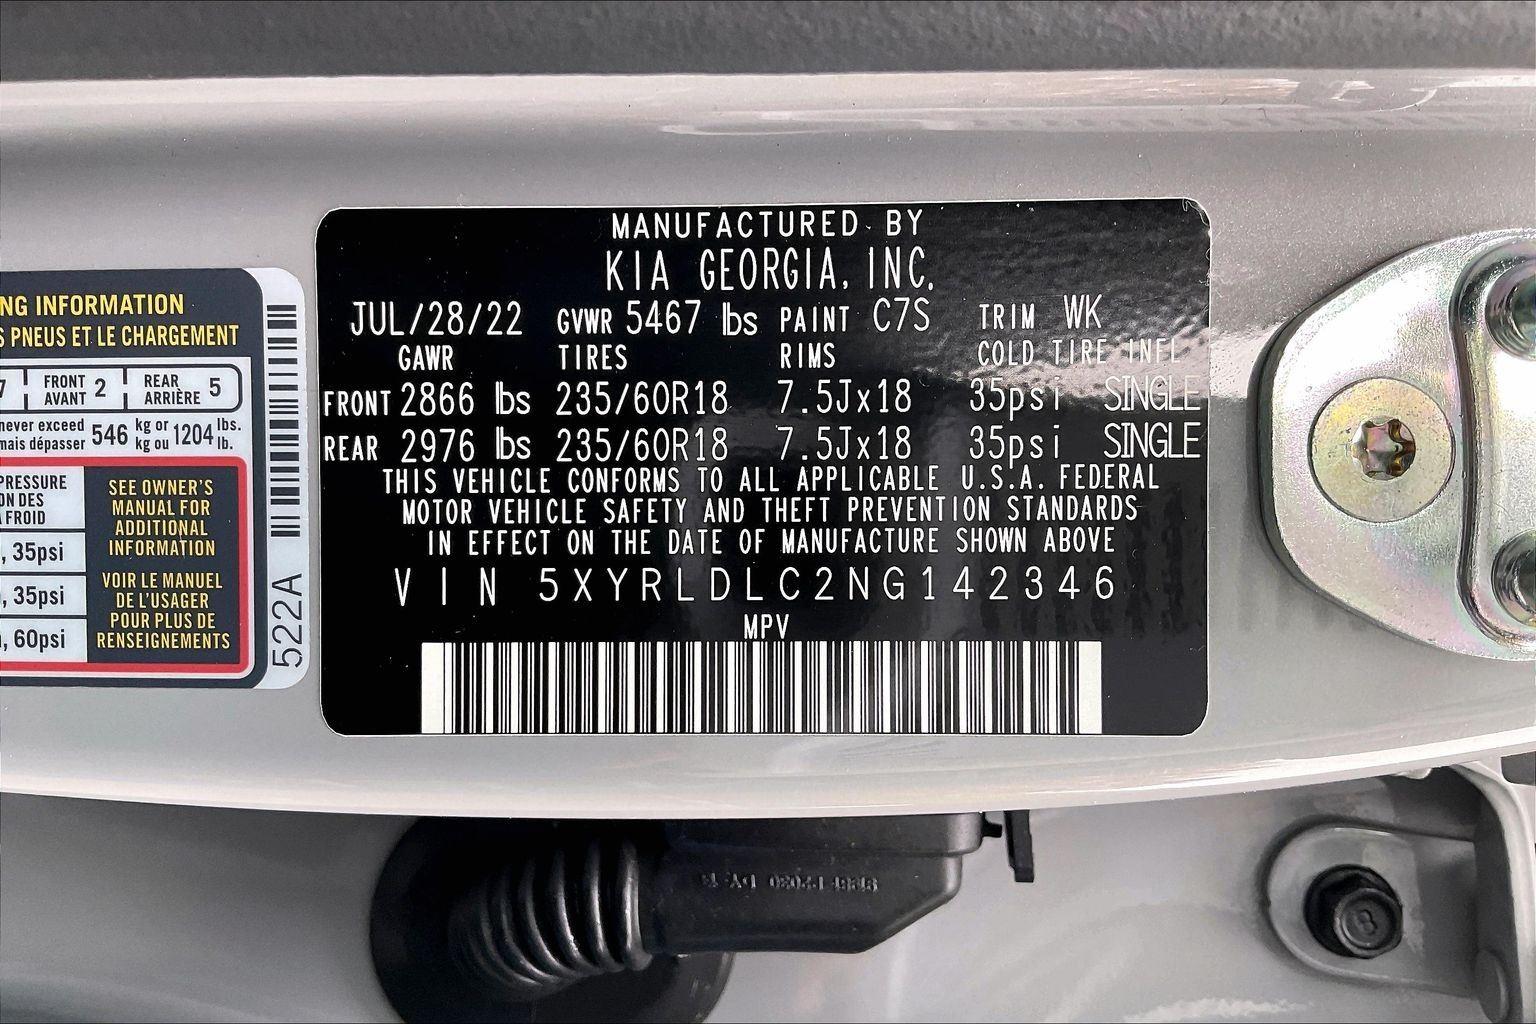 NG INFORMATION
S PNEUS ET LE CHARGEMENT
7 FRONT AVANT 2 REAR ARRIÈRE 5
never exceed
mais dépasser 546 kg or kg ou 1204 lbs. lb.
PRESSURE
ON DES
FROID
, 35psi
, 35psi
, 60psi
SEE OWNER'S
MANUAL FOR
ADDITIONAL
INFORMATION
VOIR LE MANUEL
DE L'USAGER
POUR PLUS DE
RENSEIGNEMENTS
522A
MANUFACTURED BY
KIA GEORGIA, INC.
JUL/28/22 GVWR 5467 lbs PAINT C7S TRIM WK
GAWR TIRES RIMS COLD TIRE INFL
FRONT 2866 lbs 235/60R18 7.5Jx18 35psi SINGLE
REAR 2976 lbs 235/60R18 7.5Jx18 35psi SINGLE
THIS VEHICLE CONFORMS TO ALL APPLICABLE U.S.A. FEDERAL
MOTOR VEHICLE SAFETY AND THEFT PREVENTION STANDARDS
IN EFFECT ON THE DATE OF MANUFACTURE SHOWN ABOVE
VIN 5XYRLDLC2NG142346
MPV
8